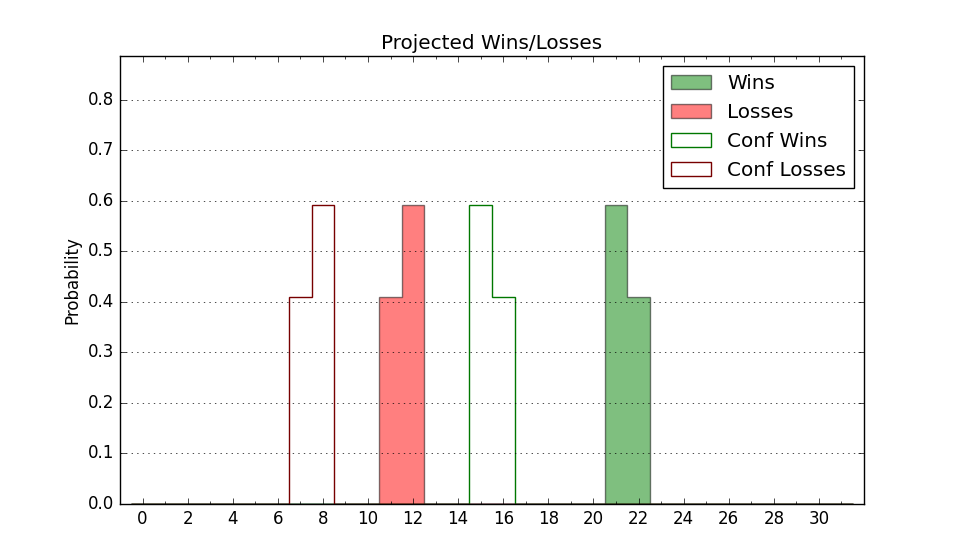 Projected Wins/Losses
Wins
Losses
Conf Wins
Conf Losses
Probability
0.8
0.7
0.6
0.5
0.4
0.3
0.2
0.1
0.0
0 2 4 6 8 10 12 14 16 18 20 22 24 26 28 30